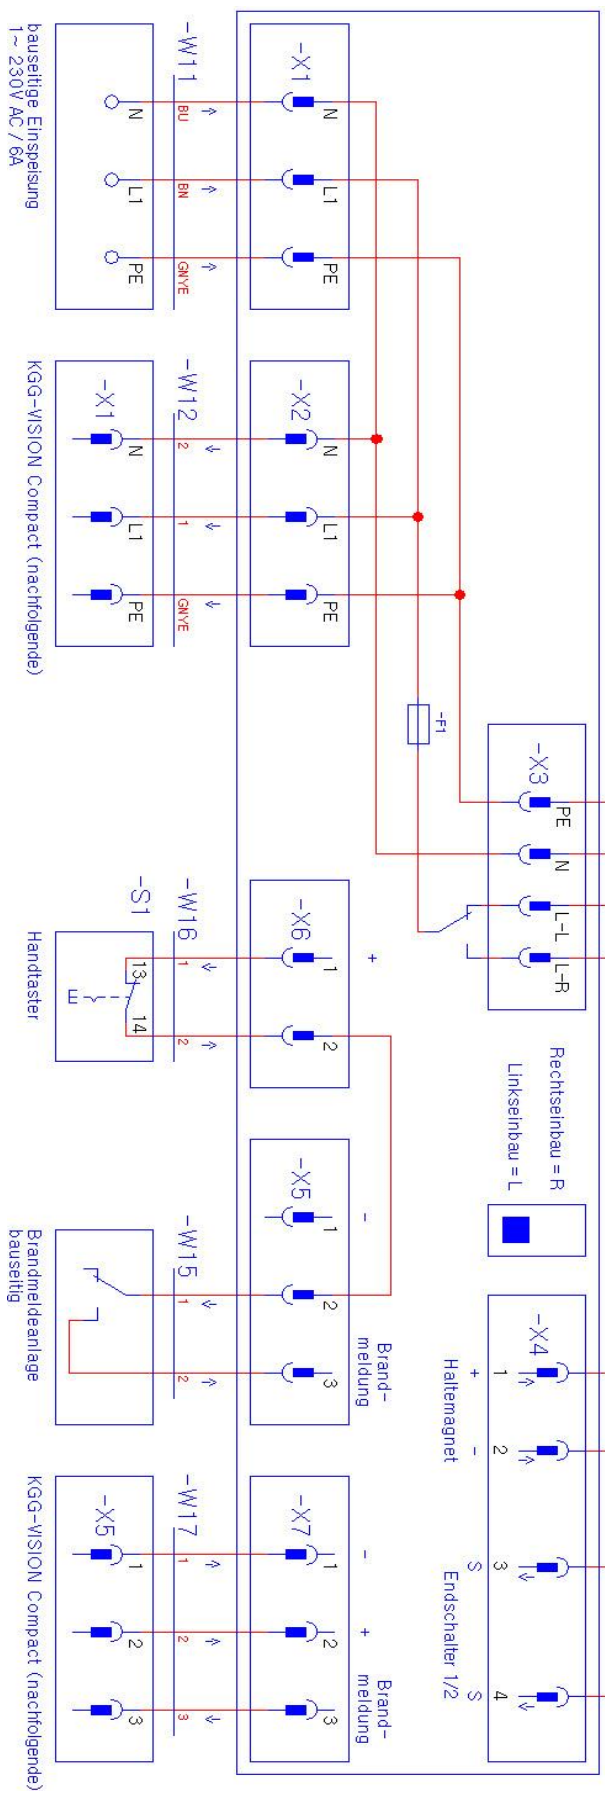 -X3
PE
N
L-L
L-R
Rechtseinbau = R
Linkseinbau = L
-X4
1
2
3
4
+
-
S
S
Haltemagnet
Endschalter 1/2
-F1
-X1
N
L1
PE
-X2
N
L1
PE
+
-X6
1
2
-
Brand-
meldung
-X5
1
2
3
-
+
Brand-
meldung
-X7
1
2
3
-W11
BU
BN
GNYE
-W12
2
1
GNYE
-W16
1
2
-W15
1
2
-W17
1
2
3
N
L1
PE
bauseitige Einspeisung
1~ 230V AC / 6A
-X1
N
L1
PE
KGG-VISION Compact (nachfolgende)
-S1
13
14
E
Handtaster
Brandmeldeanlage
bauseitig
-X5
1
2
3
KGG-VISION Compact (nachfolgende)